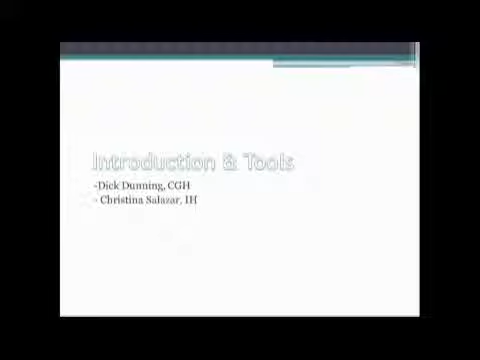 Introduction & Tools
-Dick Dunning, CGH
- Christina Salazar, IH